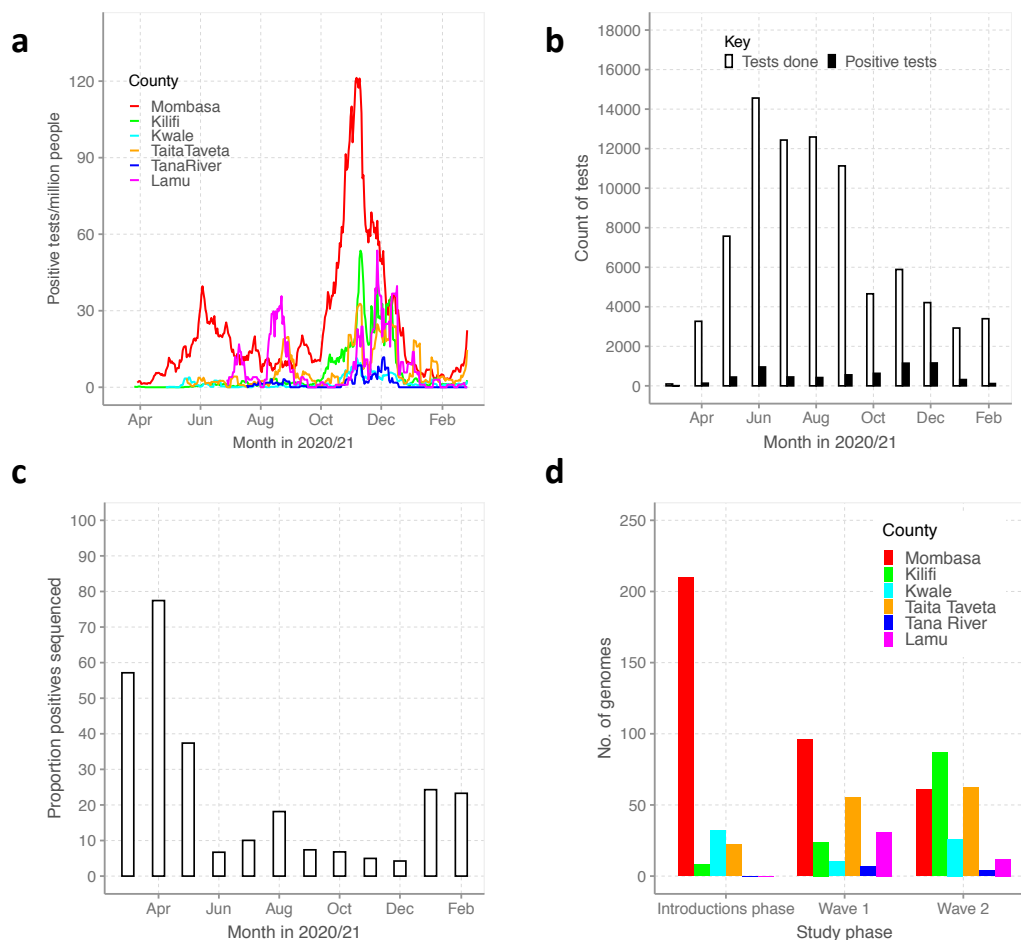 a
Positive tests/million people
120
90
60
30
0
County
Mombasa
Kilifi
Kwale
TaitaTaveta
TanaRiver
Lamu
Apr Jun Aug Oct Dec Feb
Month in 2020/21
b
Count of tests
18000
16000
14000
12000
10000
8000
6000
4000
2000
0
Key
Tests done Positive tests
Apr Jun Aug Oct Dec Feb
Month in 2020/21
c
Proportion positives sequenced
100
90
80
70
60
50
40
30
20
10
0
Apr Jun Aug Oct Dec Feb
Month in 2020/21
d
No. of genomes
250
200
150
100
50
0
County
Mombasa
Kilifi
Kwale
Taita Taveta
Tana River
Lamu
Introductions phase Wave 1 Wave 2
Study phase